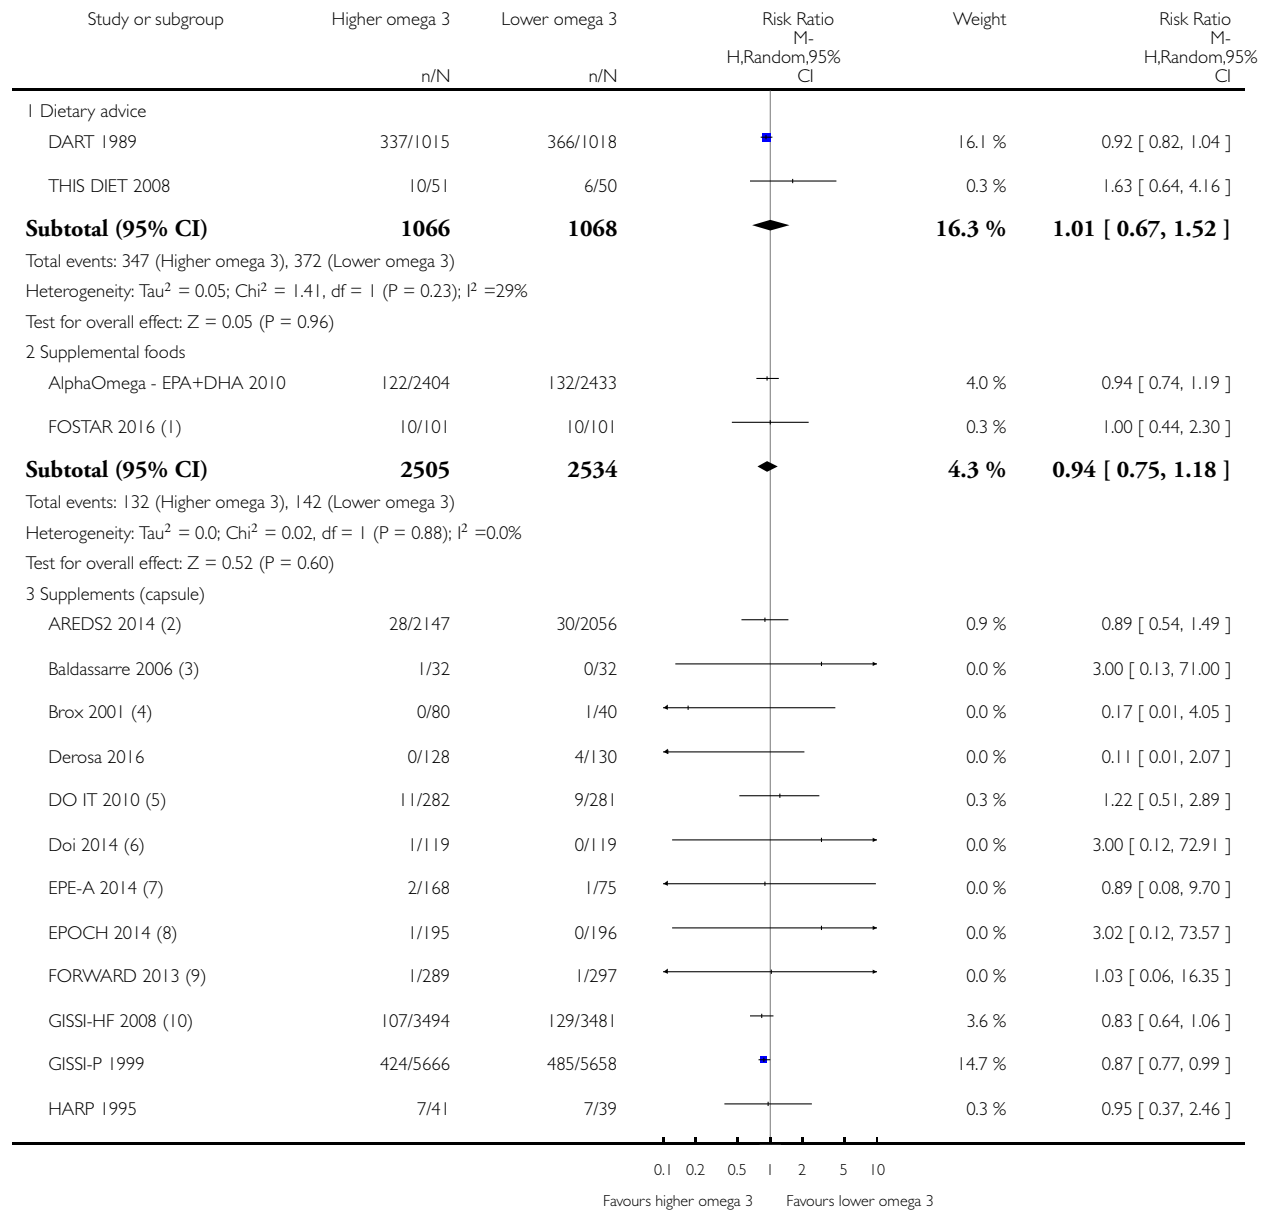 Study or subgroup Higher omega 3 Lower omega 3 Risk Ratio Weight Risk Ratio
M- M-
H,Random,95% H,Random,95%
n/N n/N CI CI
1 Dietary advice
DART 1989 337/1015 366/1018 16.1 % 0.92 [ 0.82, 1.04 ]
THIS DIET 2008 10/51 6/50 0.3 % 1.63 [ 0.64, 4.16 ]
Subtotal (95% CI) 1066 1068 16.3 % 1.01 [ 0.67, 1.52 ]
Total events: 347 (Higher omega 3), 372 (Lower omega 3)
Heterogeneity: Tau² = 0.05; Chi² = 1.41, df = 1 (P = 0.23); I² =29%
Test for overall effect: Z = 0.05 (P = 0.96)
2 Supplemental foods
AlphaOmega - EPA+DHA 2010 122/2404 132/2433 4.0 % 0.94 [ 0.74, 1.19 ]
FOSTAR 2016 (1) 10/101 10/101 0.3 % 1.00 [ 0.44, 2.30 ]
Subtotal (95% CI) 2505 2534 4.3 % 0.94 [ 0.75, 1.18 ]
Total events: 132 (Higher omega 3), 142 (Lower omega 3)
Heterogeneity: Tau² = 0.0; Chi² = 0.02, df = 1 (P = 0.88); I² =0.0%
Test for overall effect: Z = 0.52 (P = 0.60)
3 Supplements (capsule)
AREDS2 2014 (2) 28/2147 30/2056 0.9 % 0.89 [ 0.54, 1.49 ]
Baldassarre 2006 (3) 1/32 0/32 0.0 % 3.00 [ 0.13, 71.00 ]
Brox 2001 (4) 0/80 1/40 0.0 % 0.17 [ 0.01, 4.05 ]
Derosa 2016 0/128 4/130 0.0 % 0.11 [ 0.01, 2.07 ]
DO IT 2010 (5) 11/282 9/281 0.3 % 1.22 [ 0.51, 2.89 ]
Doi 2014 (6) 1/119 0/119 0.0 % 3.00 [ 0.12, 72.91 ]
EPE-A 2014 (7) 2/168 1/75 0.0 % 0.89 [ 0.08, 9.70 ]
EPOCH 2014 (8) 1/195 0/196 0.0 % 3.02 [ 0.12, 73.57 ]
FORWARD 2013 (9) 1/289 1/297 0.0 % 1.03 [ 0.06, 16.35 ]
GISSI-HF 2008 (10) 107/3494 129/3481 3.6 % 0.83 [ 0.64, 1.06 ]
GISSI-P 1999 424/5666 485/5658 14.7 % 0.87 [ 0.77, 0.99 ]
HARP 1995 7/41 7/39 0.3 % 0.95 [ 0.37, 2.46 ]
0.1 0.2 0.5 1 2 5 10
Favours higher omega 3 Favours lower omega 3